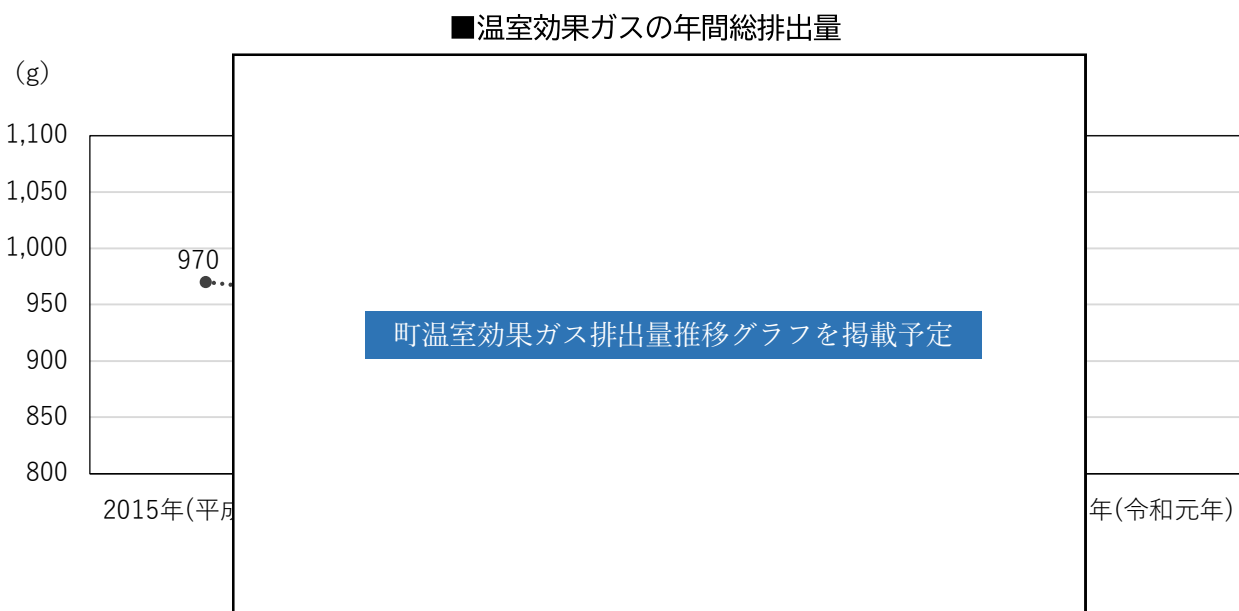 ■温室効果ガスの年間総排出量
(g)
1,100
1,050
1,000
970
950
町温室効果ガス排出量推移グラフを掲載予定
900
850
800
2015年(平成
年(令和元年)